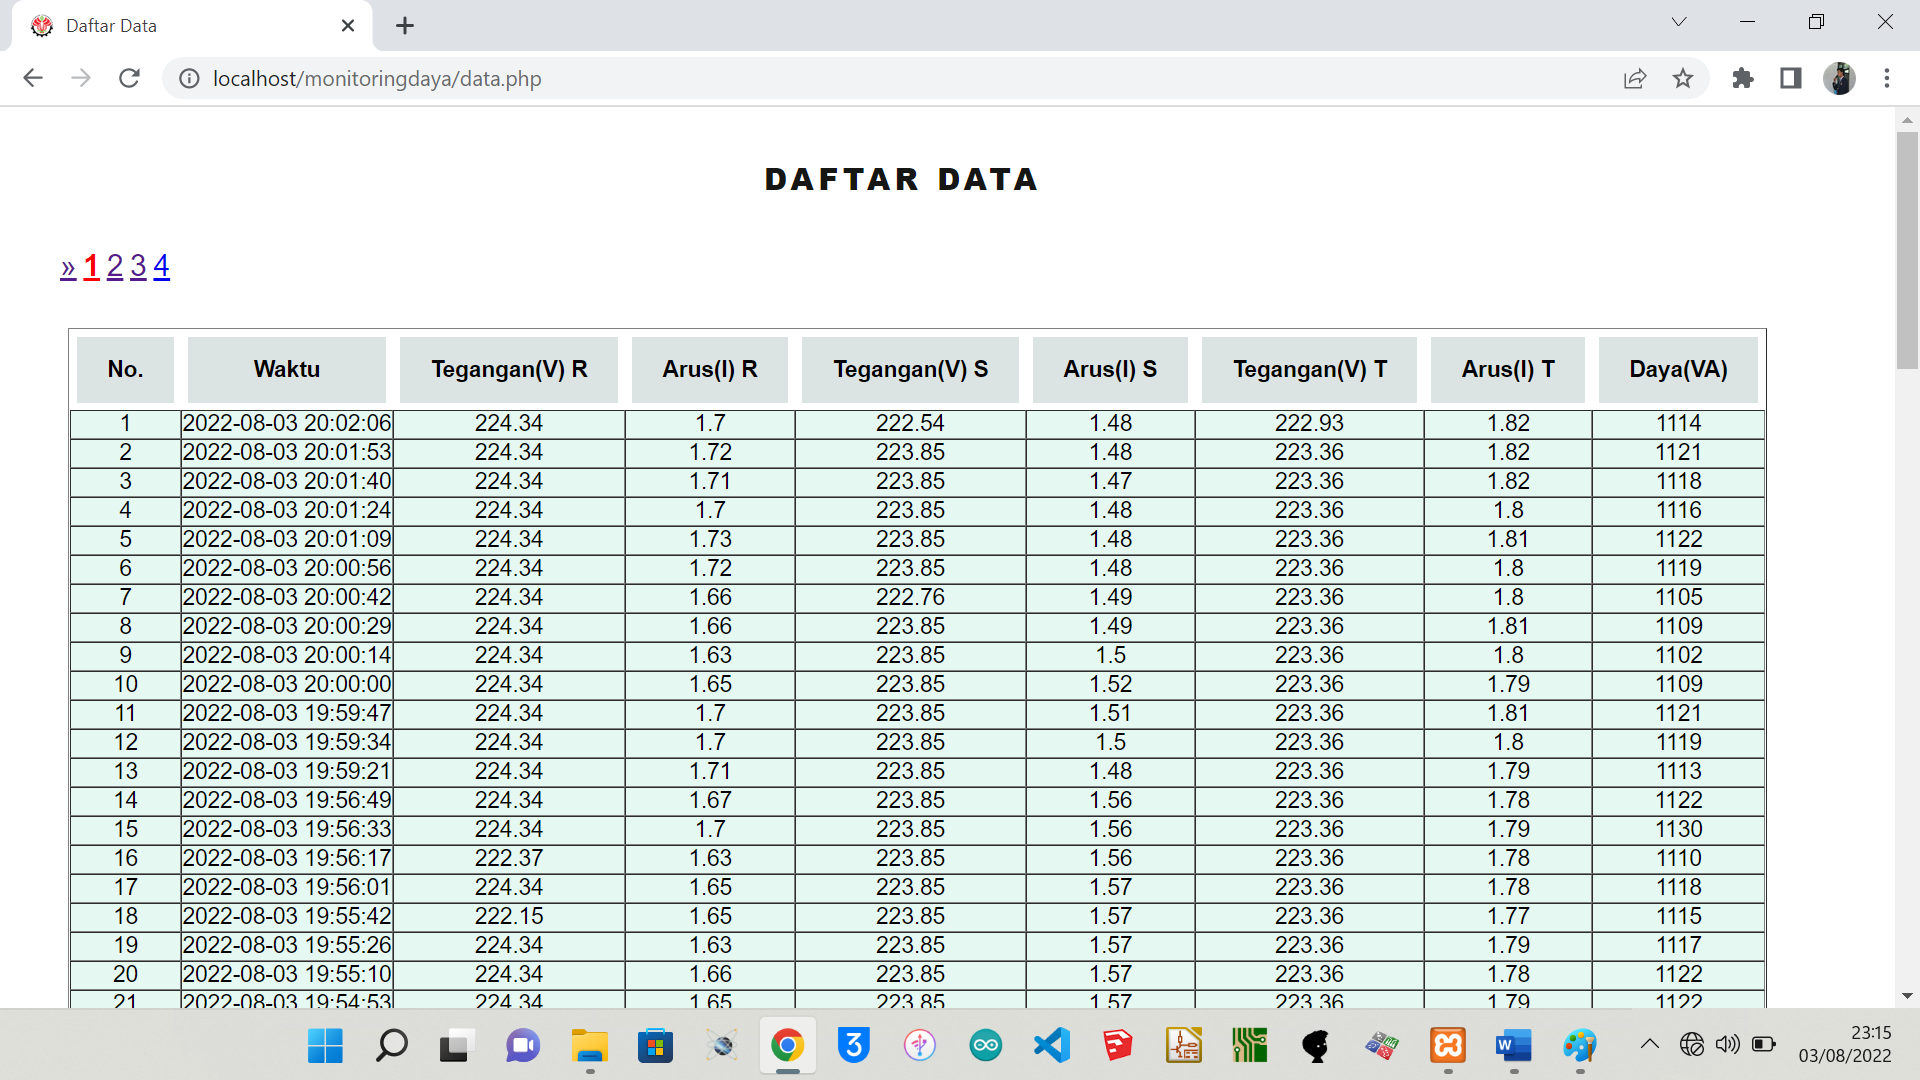 Daftar Data
localhost/monitoringdaya/data.php
DAFTAR DATA
» 1 2 3 4
No. Waktu Tegangan(V) R Arus(I) R Tegangan(V) S Arus(I) S Tegangan(V) T Arus(I) T Daya(VA)
1 2022-08-03 20:02:06 224.34 1.7 222.54 1.48 222.93 1.82 1114
2 2022-08-03 20:01:53 224.34 1.72 223.85 1.48 223.36 1.82 1121
3 2022-08-03 20:01:40 224.34 1.71 223.85 1.47 223.36 1.82 1118
4 2022-08-03 20:01:24 224.34 1.7 223.85 1.48 223.36 1.8 1116
5 2022-08-03 20:01:09 224.34 1.73 223.85 1.48 223.36 1.81 1122
6 2022-08-03 20:00:56 224.34 1.72 223.85 1.48 223.36 1.8 1119
7 2022-08-03 20:00:42 224.34 1.66 222.76 1.49 223.36 1.8 1105
8 2022-08-03 20:00:29 224.34 1.66 223.85 1.49 223.36 1.81 1109
9 2022-08-03 20:00:14 224.34 1.63 223.85 1.5 223.36 1.8 1102
10 2022-08-03 20:00:00 224.34 1.65 223.85 1.52 223.36 1.79 1109
11 2022-08-03 19:59:47 224.34 1.7 223.85 1.51 223.36 1.81 1121
12 2022-08-03 19:59:34 224.34 1.7 223.85 1.5 223.36 1.8 1119
13 2022-08-03 19:59:21 224.34 1.71 223.85 1.48 223.36 1.79 1113
14 2022-08-03 19:56:49 224.34 1.67 223.85 1.56 223.36 1.78 1122
15 2022-08-03 19:56:33 224.34 1.7 223.85 1.56 223.36 1.79 1130
16 2022-08-03 19:56:17 222.37 1.63 223.85 1.56 223.36 1.78 1110
17 2022-08-03 19:56:01 224.34 1.65 223.85 1.57 223.36 1.78 1118
18 2022-08-03 19:55:42 222.15 1.65 223.85 1.57 223.36 1.77 1115
19 2022-08-03 19:55:26 224.34 1.63 223.85 1.57 223.36 1.79 1117
20 2022-08-03 19:55:10 224.34 1.66 223.85 1.57 223.36 1.78 1122
21 2022-08-03 19:54:53 224.34 1.65 223.85 1.57 223.36 1.79 1122
23:15
03/08/2022